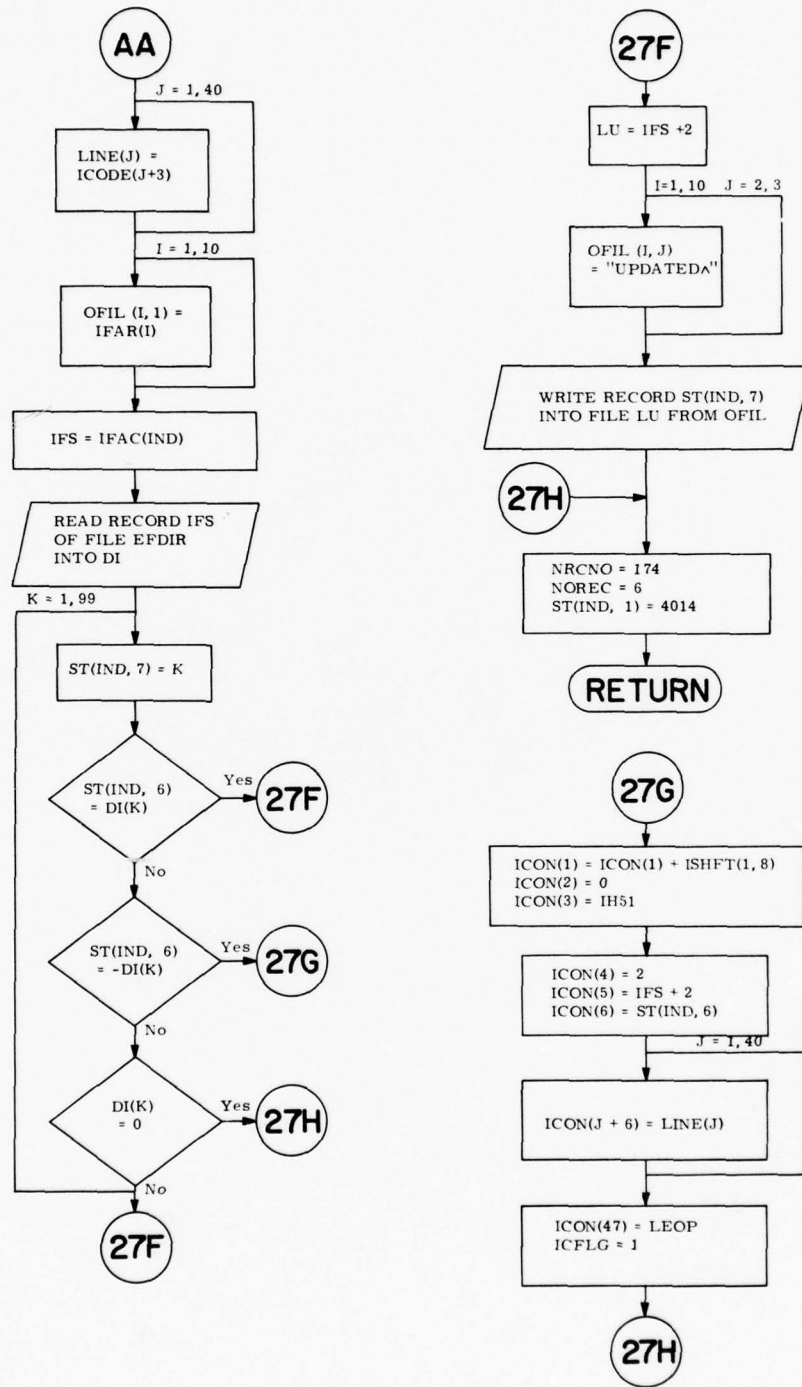 AA
J = 1, 40
LINE(J) =
ICODE(J+3)
I = 1, 10
OFIL (I, 1) =
IFAR(I)
IFS = IFAC(IND)
READ RECORD IFS
OF FILE EFDIR
INTO DI
K = 1, 99
ST(IND, 7) = K
ST(IND, 6)
= DI(K)
Yes
27F
No
ST(IND, 6)
= -DI(K)
Yes
27G
No
DI(K)
= 0
Yes
27H
No
27F
27F
LU = IFS +2
I=1, 10 J = 2, 3
OFIL (I, J)
= "UPDATED∧"
WRITE RECORD ST(IND, 7)
INTO FILE LU FROM OFIL
27H
NRCNO = 174
NOREC = 6
ST(IND, 1) = 4014
RETURN
27G
ICON(1) = ICON(1) + ISHFT(1, 8)
ICON(2) = 0
ICON(3) = IH51
ICON(4) = 2
ICON(5) = IFS + 2
ICON(6) = ST(IND, 6)
J = 1, 40
ICON(J + 6) = LINE(J)
ICON(47) = LEOP
ICFLG = 1
27H